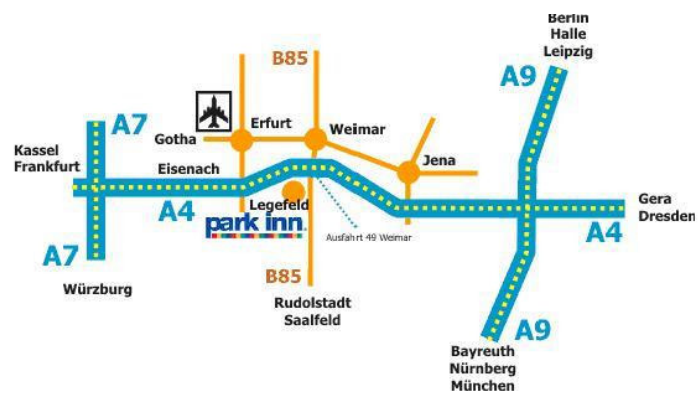 Berlin
Halle
Leipzig
B85
A9
A7
Erfurt
Weimar
Gotha
Kassel
Frankfurt
Eisenach
Jena
A4
Legefeld
park inn.
Ausfahrt 49 Weimar
Gera
Dresden
A4
A7
B85
Würzburg
Rudolstadt
Saalfeld
A9
Bayreuth
Nürnberg
München